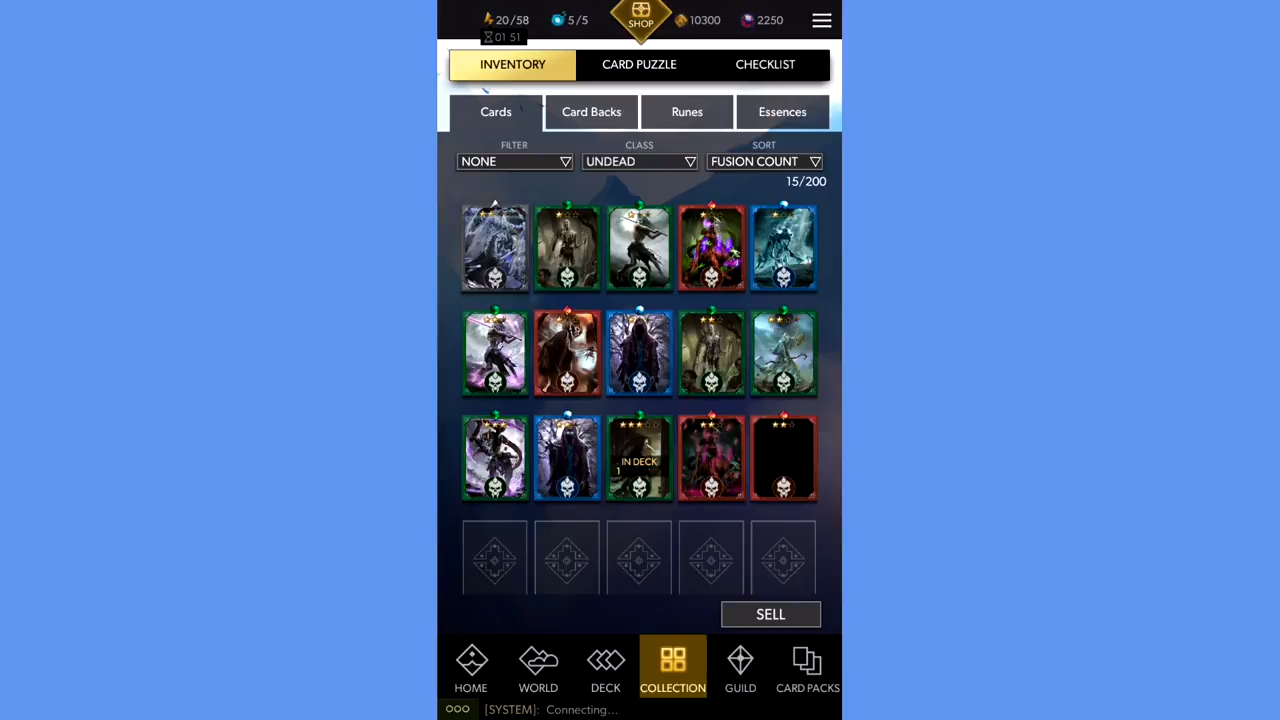 20/58 5/5 SHOP 10300 2250
01 51
INVENTORY CARD PUZZLE CHECKLIST
Cards Card Backs Runes Essences
FILTER CLASS SORT
NONE UNDEAD FUSION COUNT
15/200
IN DECK
1
SELL
HOME WORLD DECK COLLECTION GUILD CARD PACKS
[SYSTEM]: Connecting...